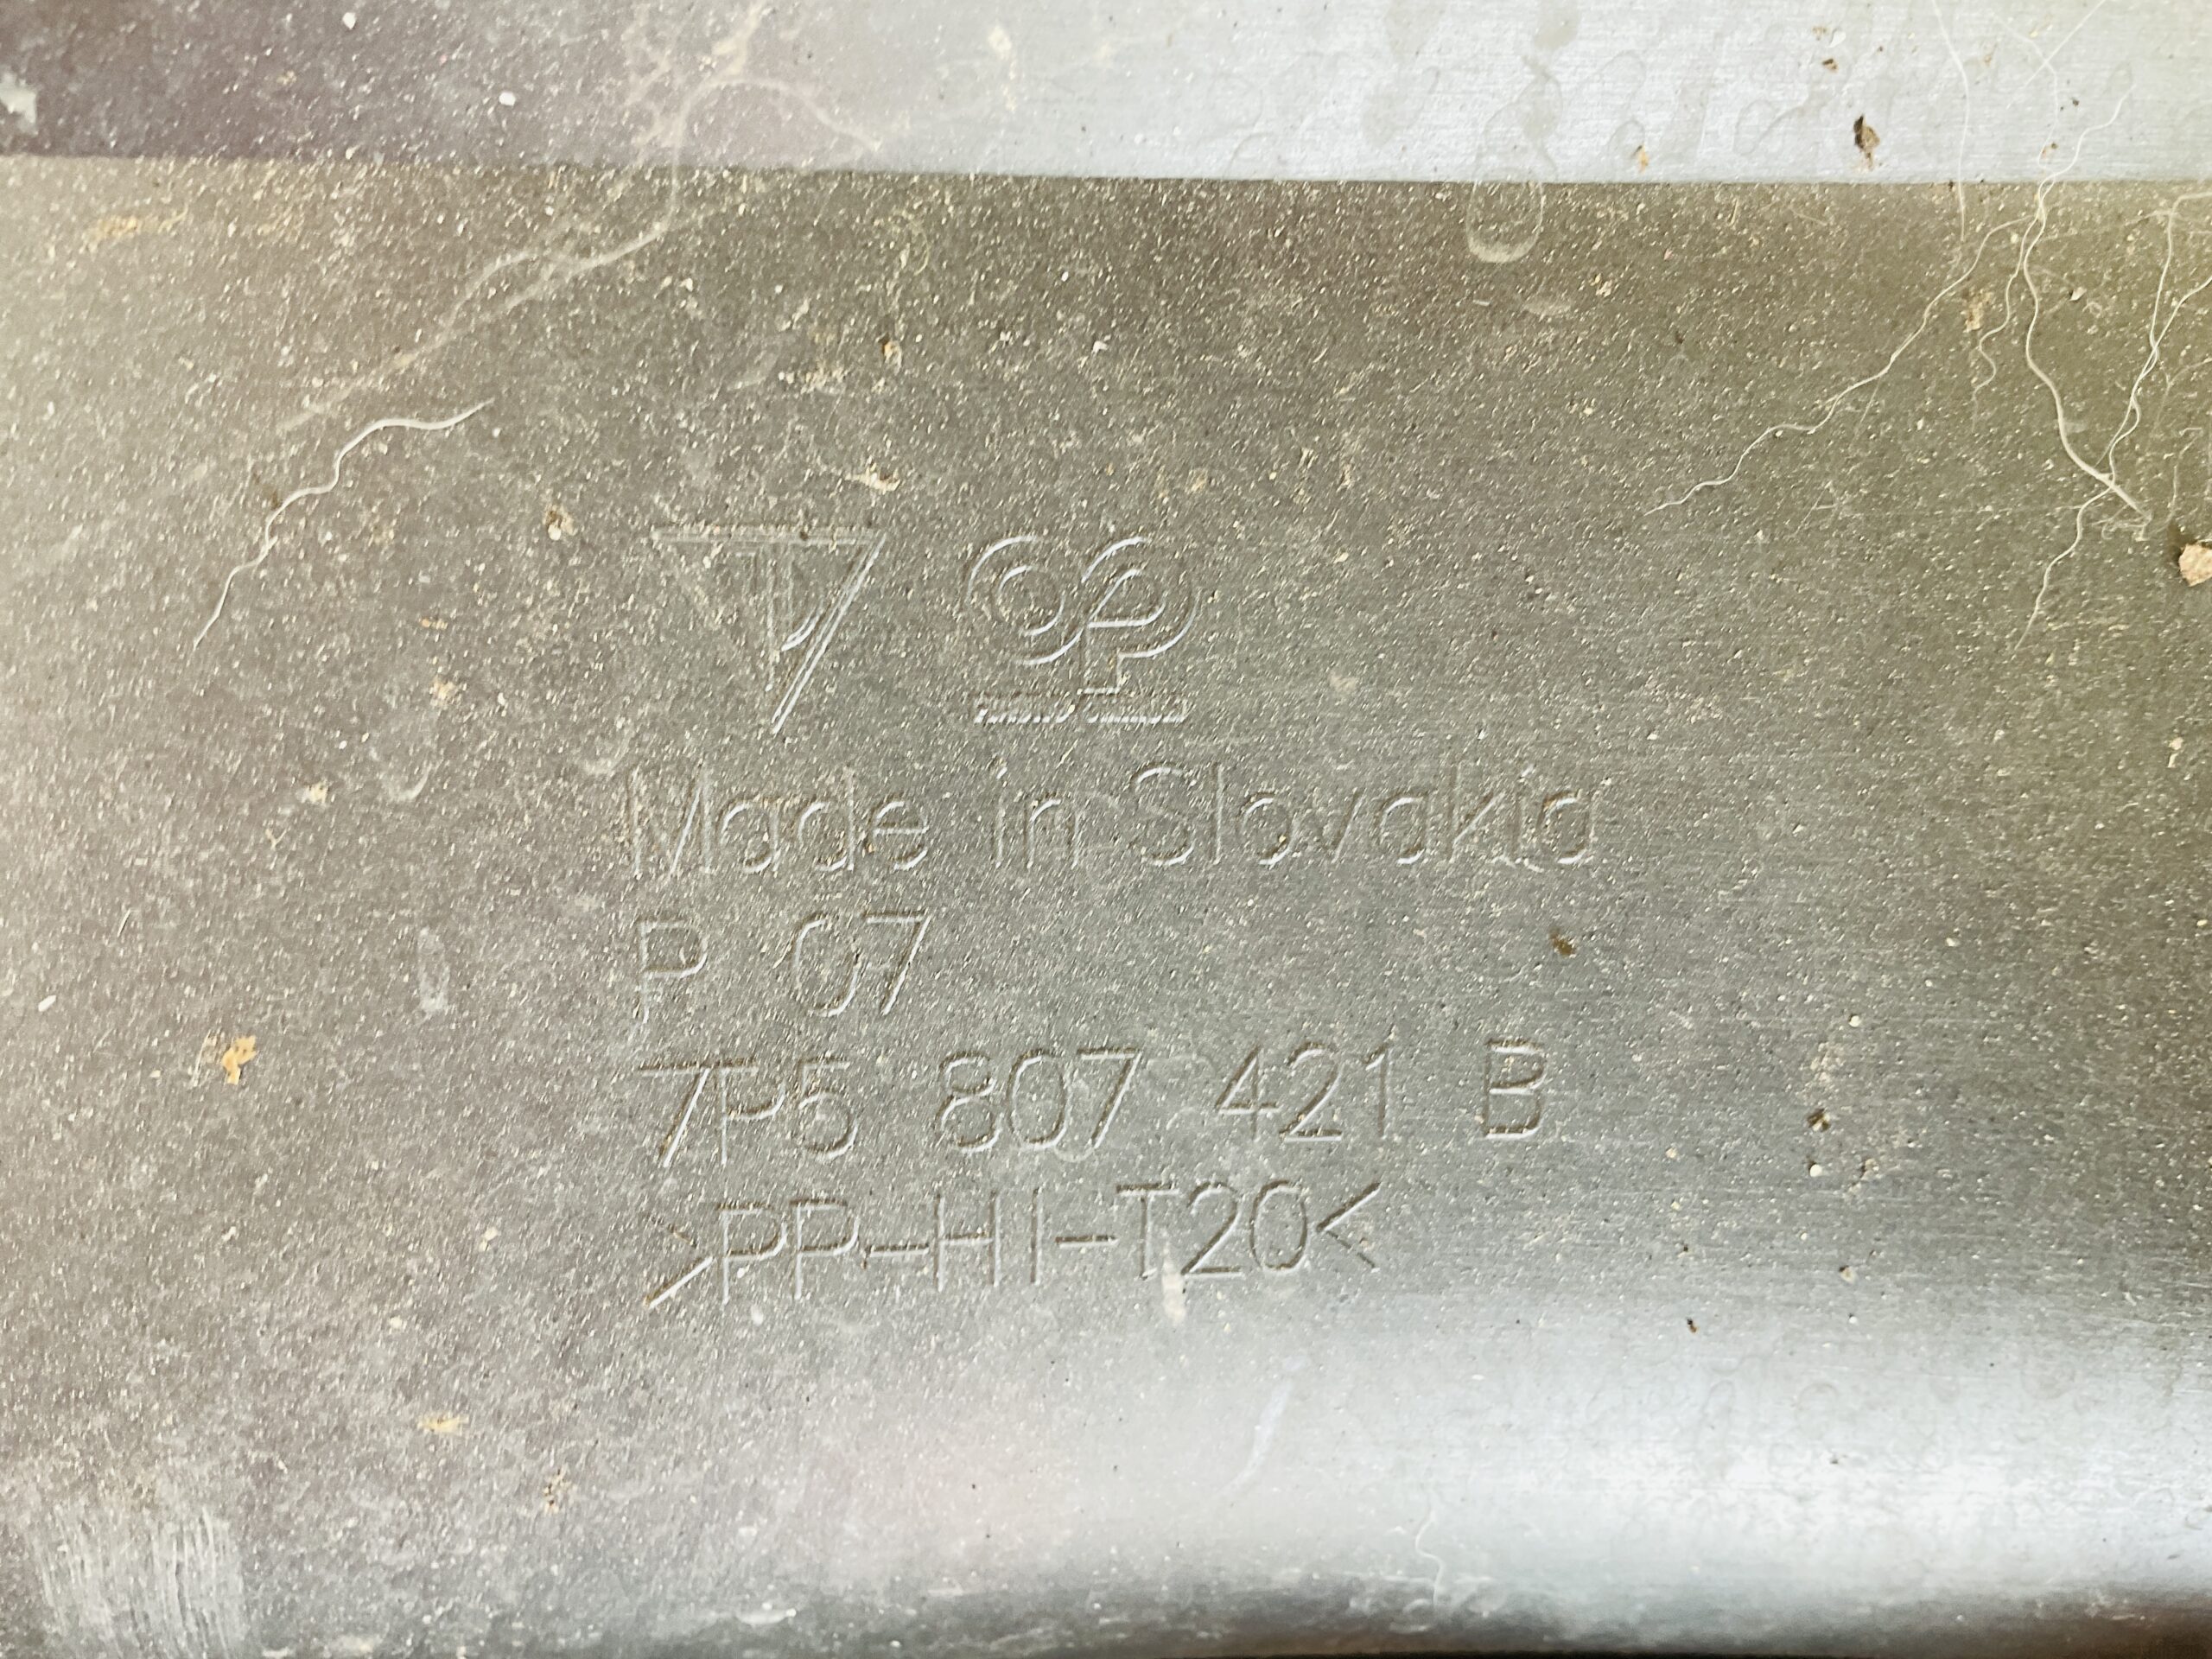 Made in Slovakia
P 07
7P5 807 421 B
>PP-HI-T20<